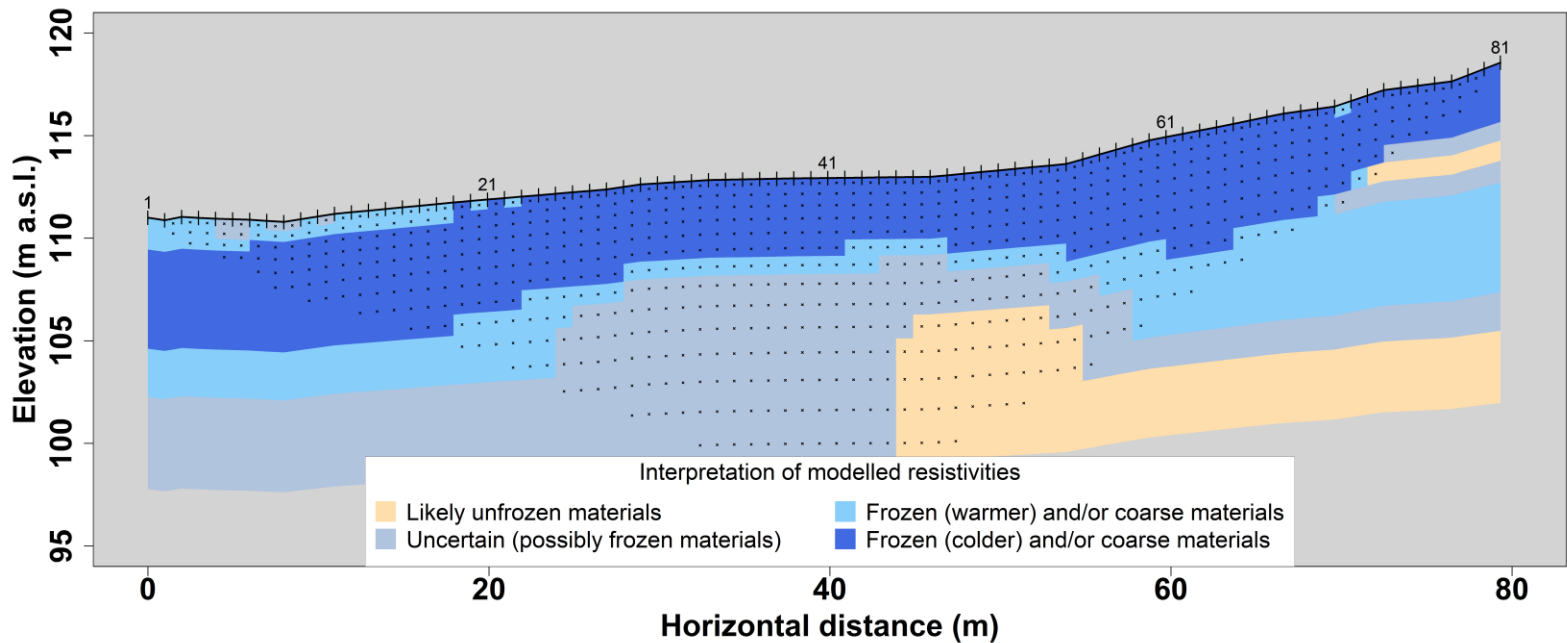 120
115
110
105
100
95
Elevation (m a.s.l.)
1
21
41
61
81
Interpretation of modelled resistivities
Likely unfrozen materials
Uncertain (possibly frozen materials)
Frozen (warmer) and/or coarse materials
Frozen (colder) and/or coarse materials
0
20
40
60
80
Horizontal distance (m)